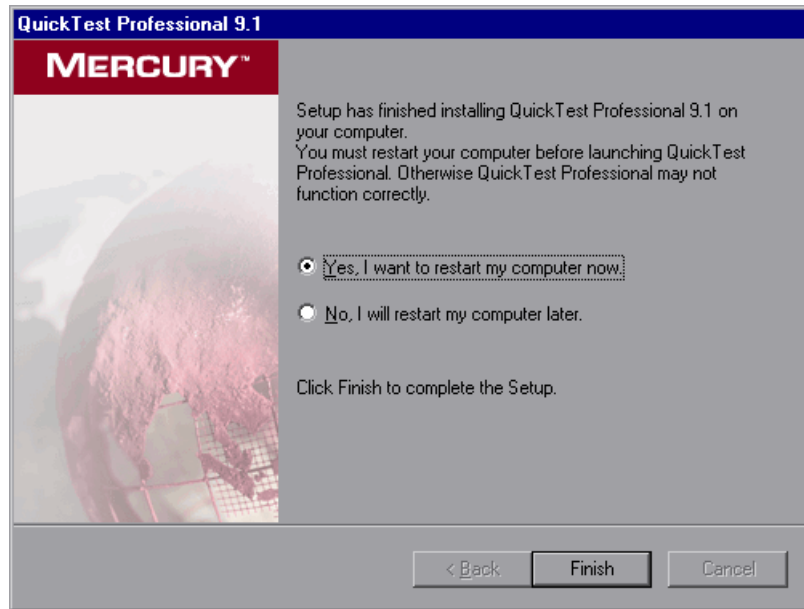 QuickTest Professional 9.1
MERCURY™
Setup has finished installing QuickTest Professional 9.1 on
your computer.
You must restart your computer before launching QuickTest
Professional. Otherwise QuickTest Professional may not
function correctly.
Yes, I want to restart my computer now.
No, I will restart my computer later.
Click Finish to complete the Setup.
< Back
Finish
Cancel